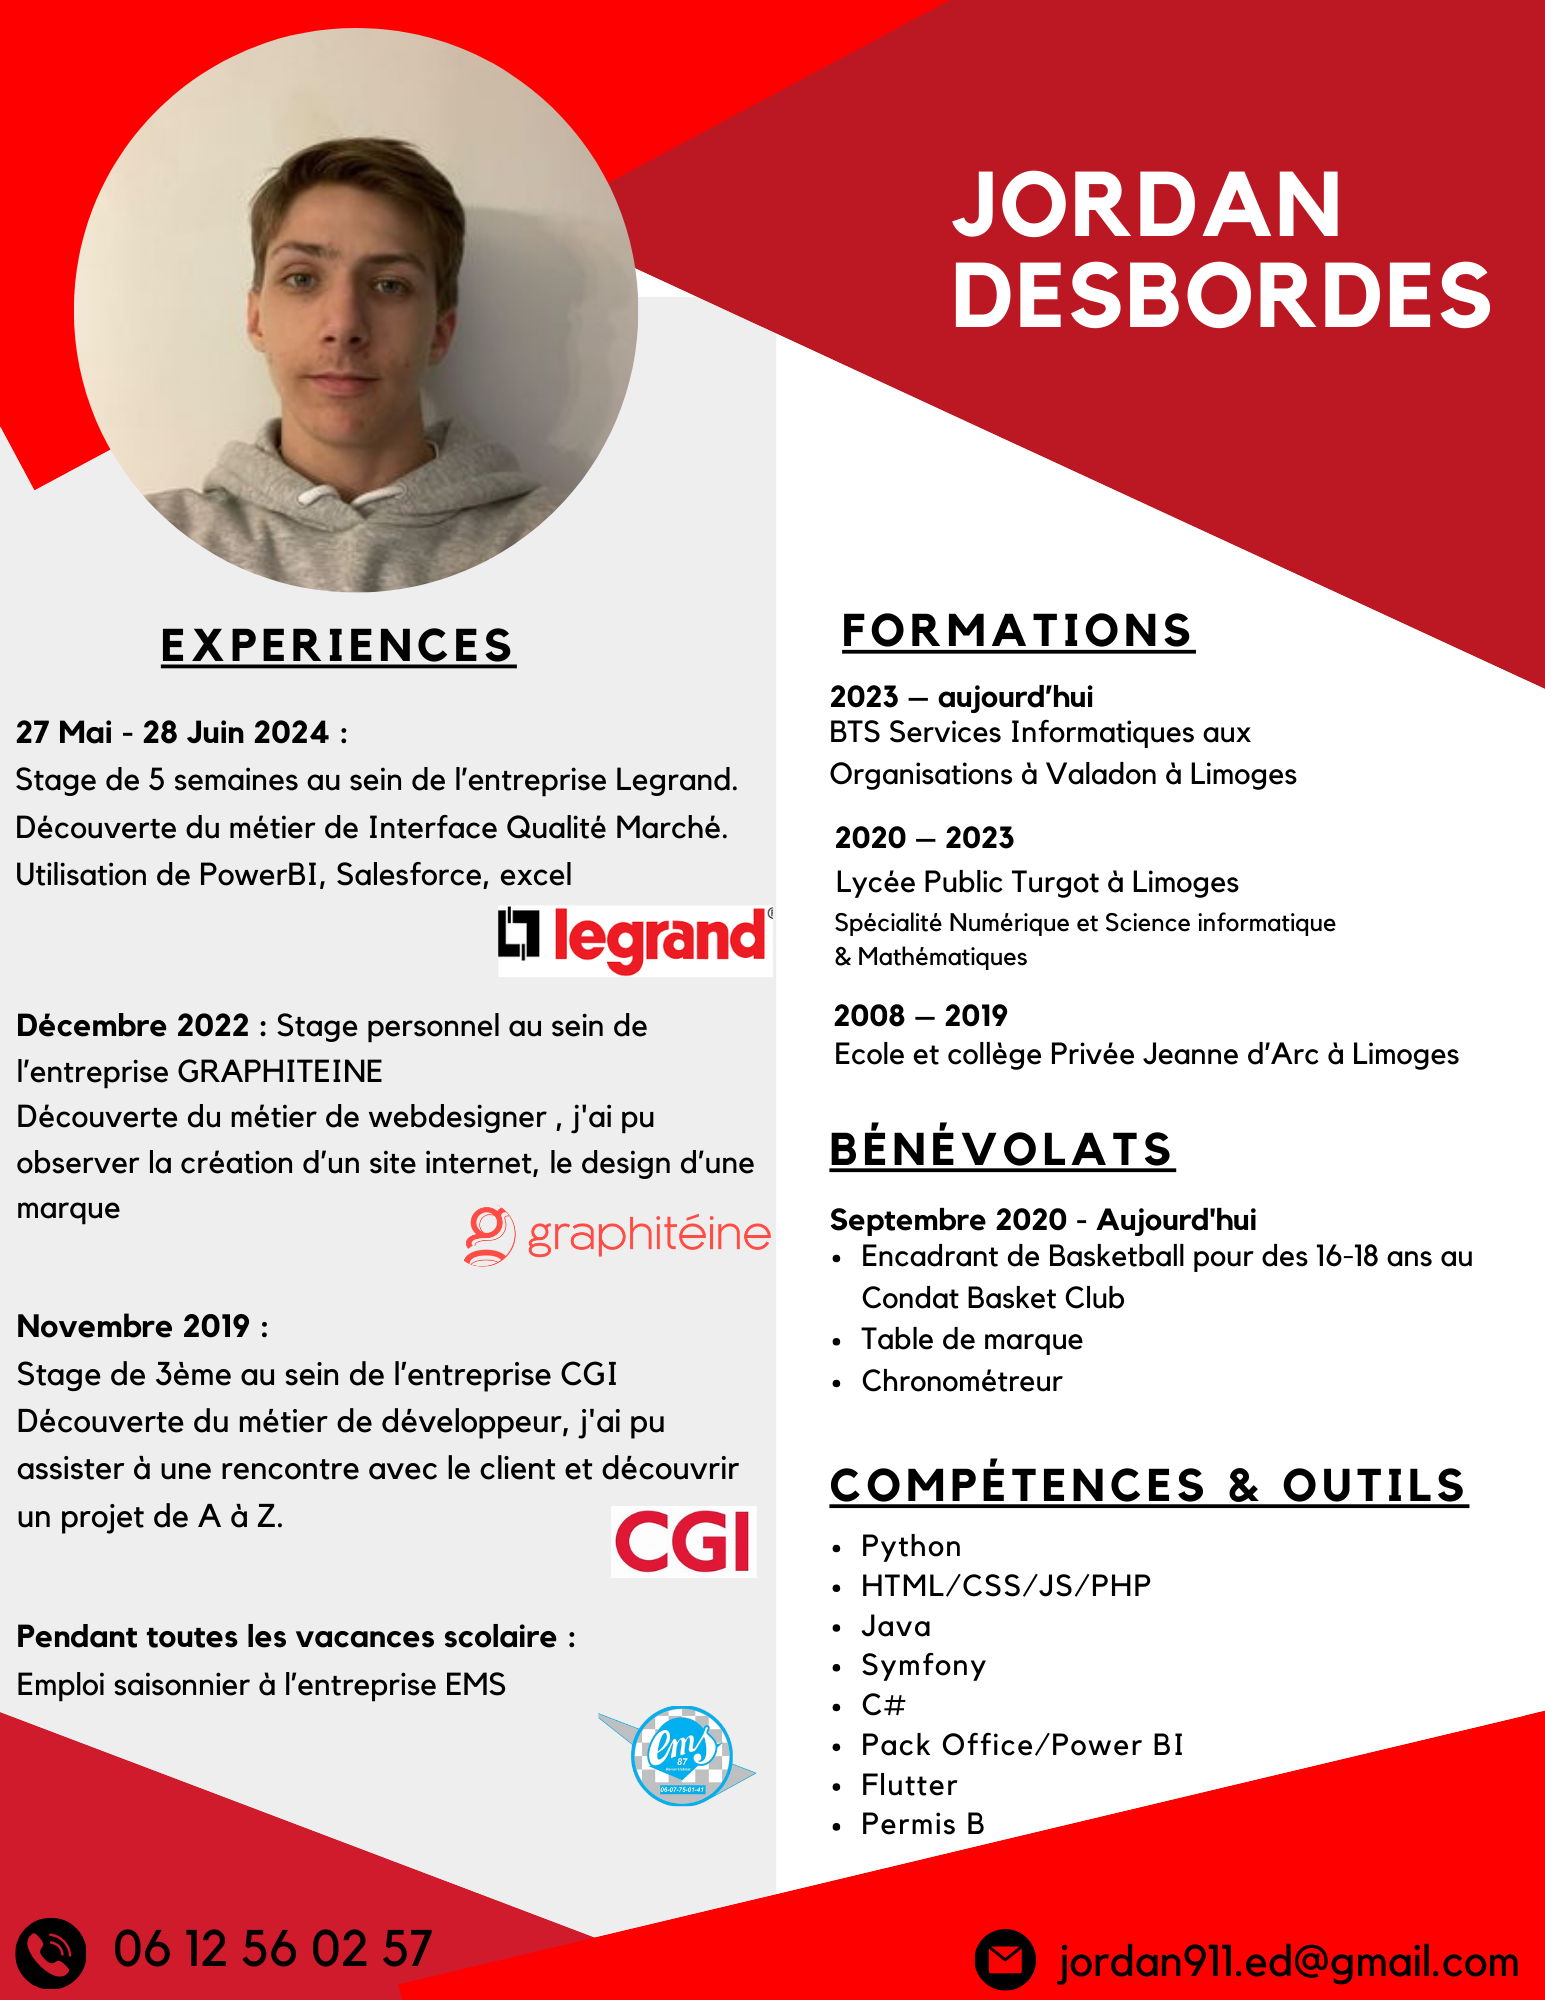 JORDAN
DESBORDES
EXPERIENCES
27 Mai - 28 Juin 2024 :
Stage de 5 semaines au sein de l’entreprise Legrand.
Découverte du métier de Interface Qualité Marché.
Utilisation de PowerBI, Salesforce, excel
legrand®
Décembre 2022 : Stage personnel au sein de
l’entreprise GRAPHITEINE
Découverte du métier de webdesigner , j'ai pu
observer la création d’un site internet, le design d’une
marque
graphitéine
Novembre 2019 :
Stage de 3ème au sein de l’entreprise CGI
Découverte du métier de développeur, j'ai pu
assister à une rencontre avec le client et découvrir
un projet de A à Z.
CGI
Pendant toutes les vacances scolaire :
Emploi saisonnier à l’entreprise EMS
ems
87
06-07-75-01-41
FORMATIONS
2023 – aujourd’hui
BTS Services Informatiques aux
Organisations à Valadon à Limoges
2020 – 2023
Lycée Public Turgot à Limoges
Spécialité Numérique et Science informatique
& Mathématiques
2008 – 2019
Ecole et collège Privée Jeanne d’Arc à Limoges
BÉNÉVOLATS
Septembre 2020 - Aujourd'hui
• Encadrant de Basketball pour des 16-18 ans au
Condat Basket Club
• Table de marque
• Chronométreur
COMPÉTENCES & OUTILS
• Python
• HTML/CSS/JS/PHP
• Java
• Symfony
• C#
• Pack Office/Power BI
• Flutter
• Permis B
06 12 56 02 57
jordan911.ed@gmail.com